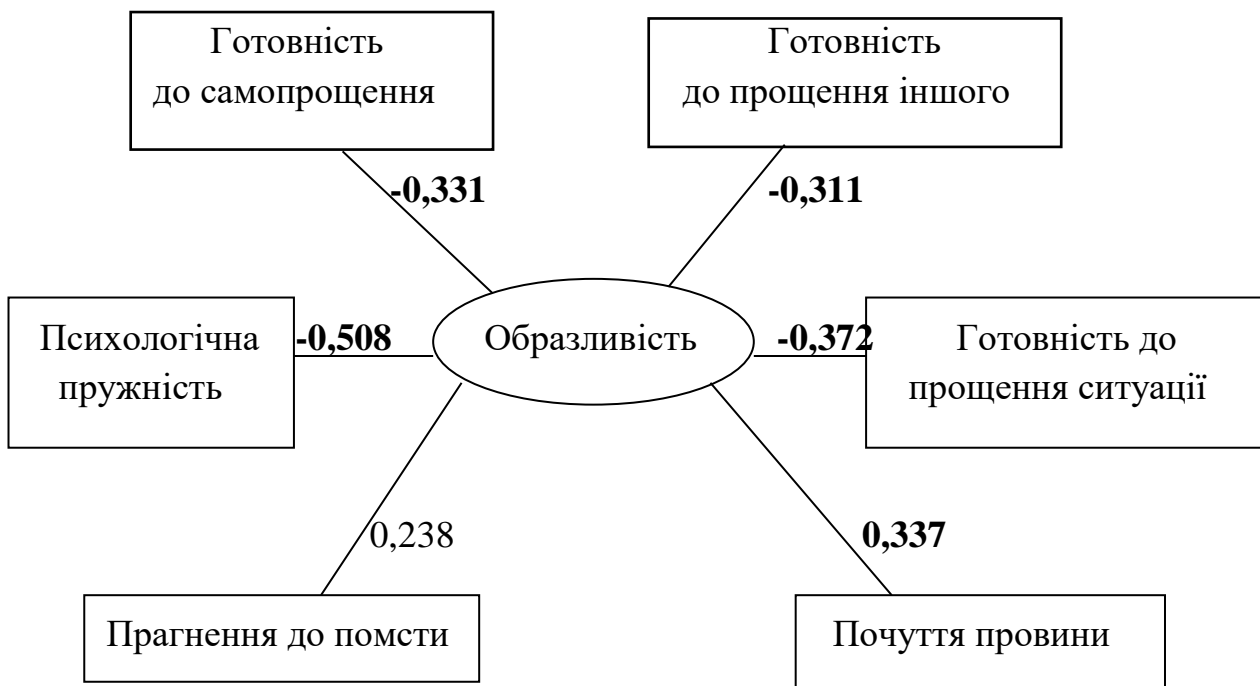 Готовність
до самопрощення
Готовність
до прощення іншого
-0,331
-0,311
Психологічна
пружність
-0,508
Образливість
-0,372
Готовність до
прощення ситуації
0,238
0,337
Прагнення до помсти
Почуття провини